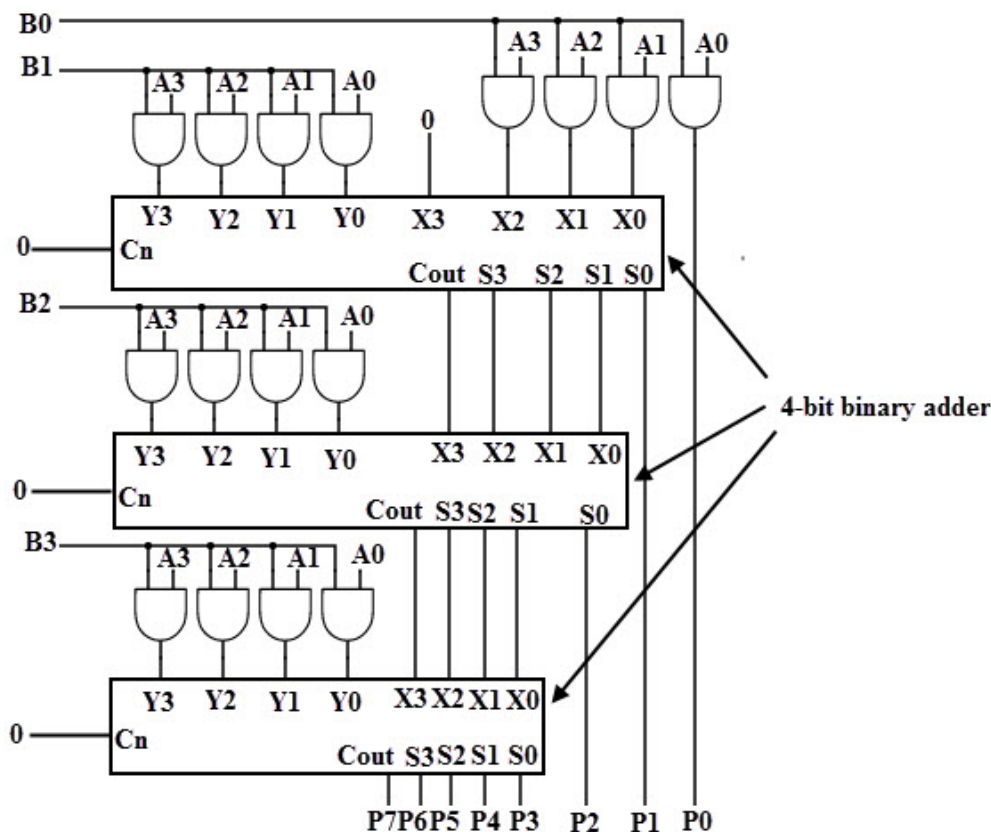 B0
A3 A2 A1 A0
B1
A3 A2 A1 A0
0
Y3 Y2 Y1 Y0 X3 X2 X1 X0
0 Cn
Cout S3 S2 S1 S0
B2
A3 A2 A1 A0
4-bit binary adder
Y3 Y2 Y1 Y0 X3 X2 X1 X0
0 Cn
Cout S3 S2 S1 S0
B3
A3 A2 A1 A0
Y3 Y2 Y1 Y0 X3 X2 X1 X0
0 Cn
Cout S3 S2 S1 S0
P7 P6 P5 P4 P3 P2 P1 P0